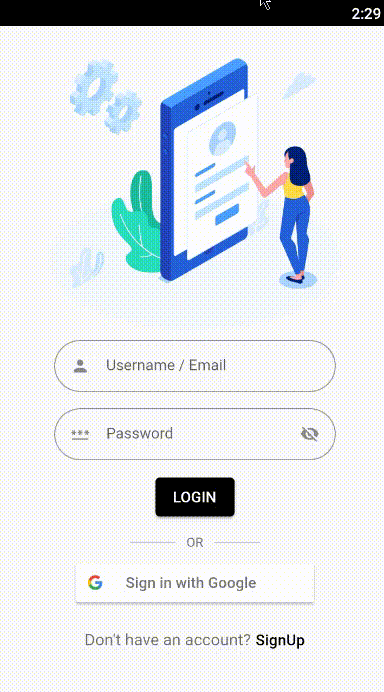 2:29
Username / Email
***
Password
LOGIN
OR
G Sign in with Google
Don't have an account? SignUp